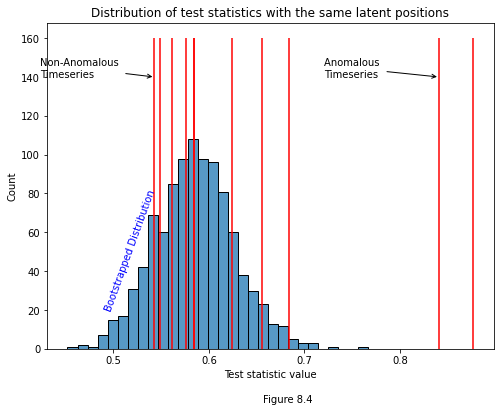 Distribution of test statistics with the same latent positions
160
140
120
100
80
60
40
20
0
Count
Non-Anomalous
Timeseries
Anomalous
Timeseries
Bootstrapped Distribution
0.5 0.6 0.7 0.8
Test statistic value
Figure 8.4